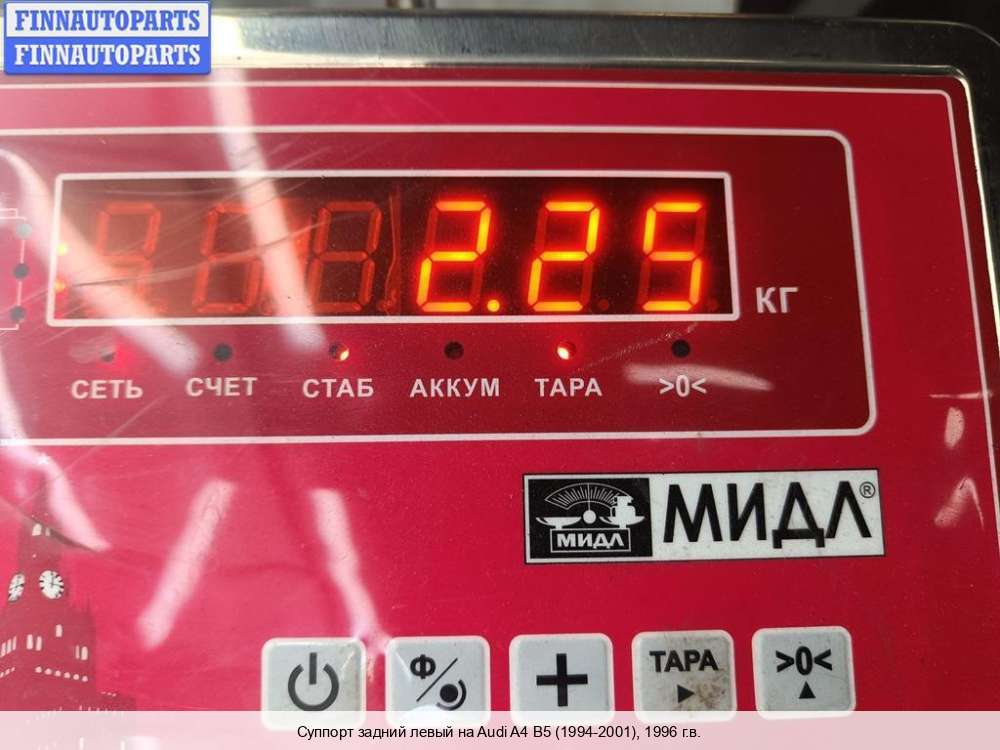 FINNAUTOPARTS
FINNAUTOPARTS
2.25
КГ
СЕТЬ СЧЕТ СТАБ АККУМ ТАРА >0<
МИДЛ МИДЛ®
Ф
ТАРА >0<
Суппорт задний левый на Audi A4 B5 (1994-2001), 1996 г.в.